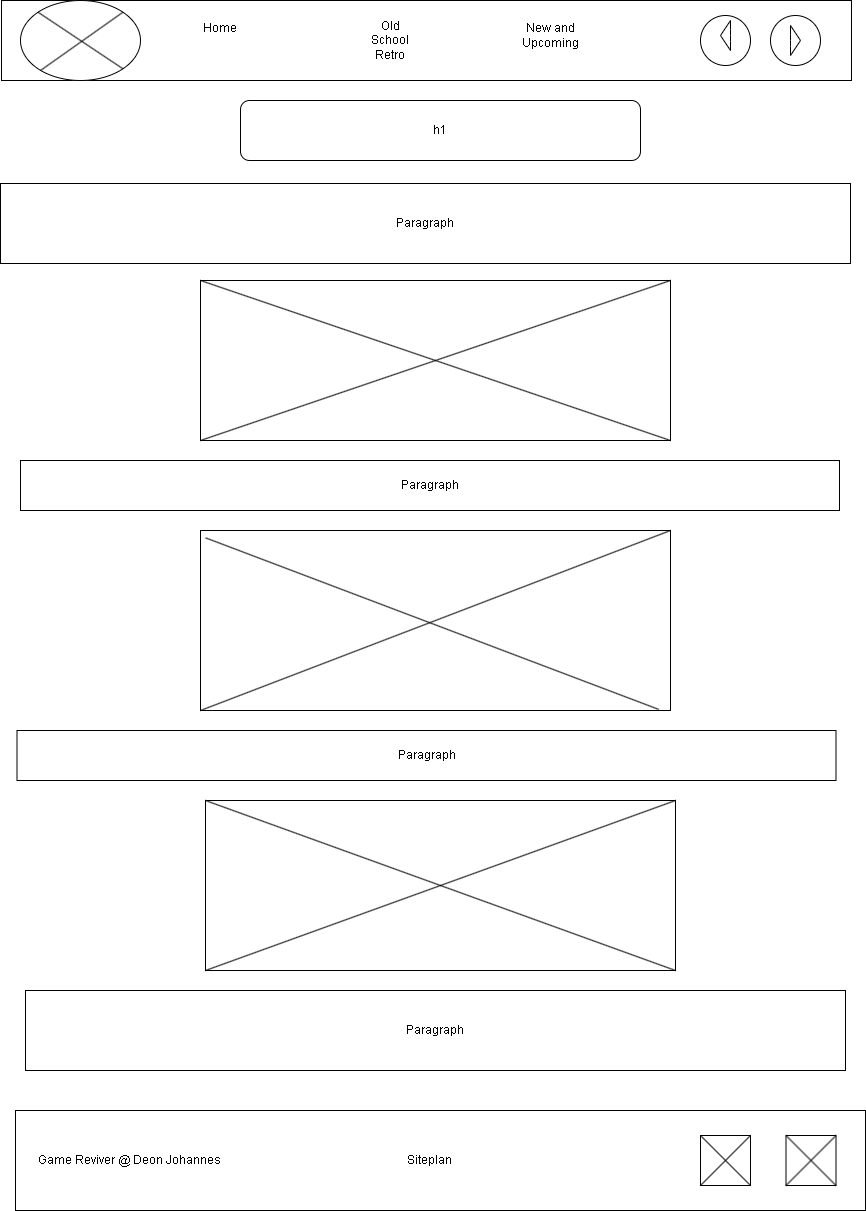 Home
Old
School
Retro
New and
Upcoming
h1
Paragraph
Paragraph
Paragraph
Paragraph
Game Reviver @ Deon Johannes
Siteplan